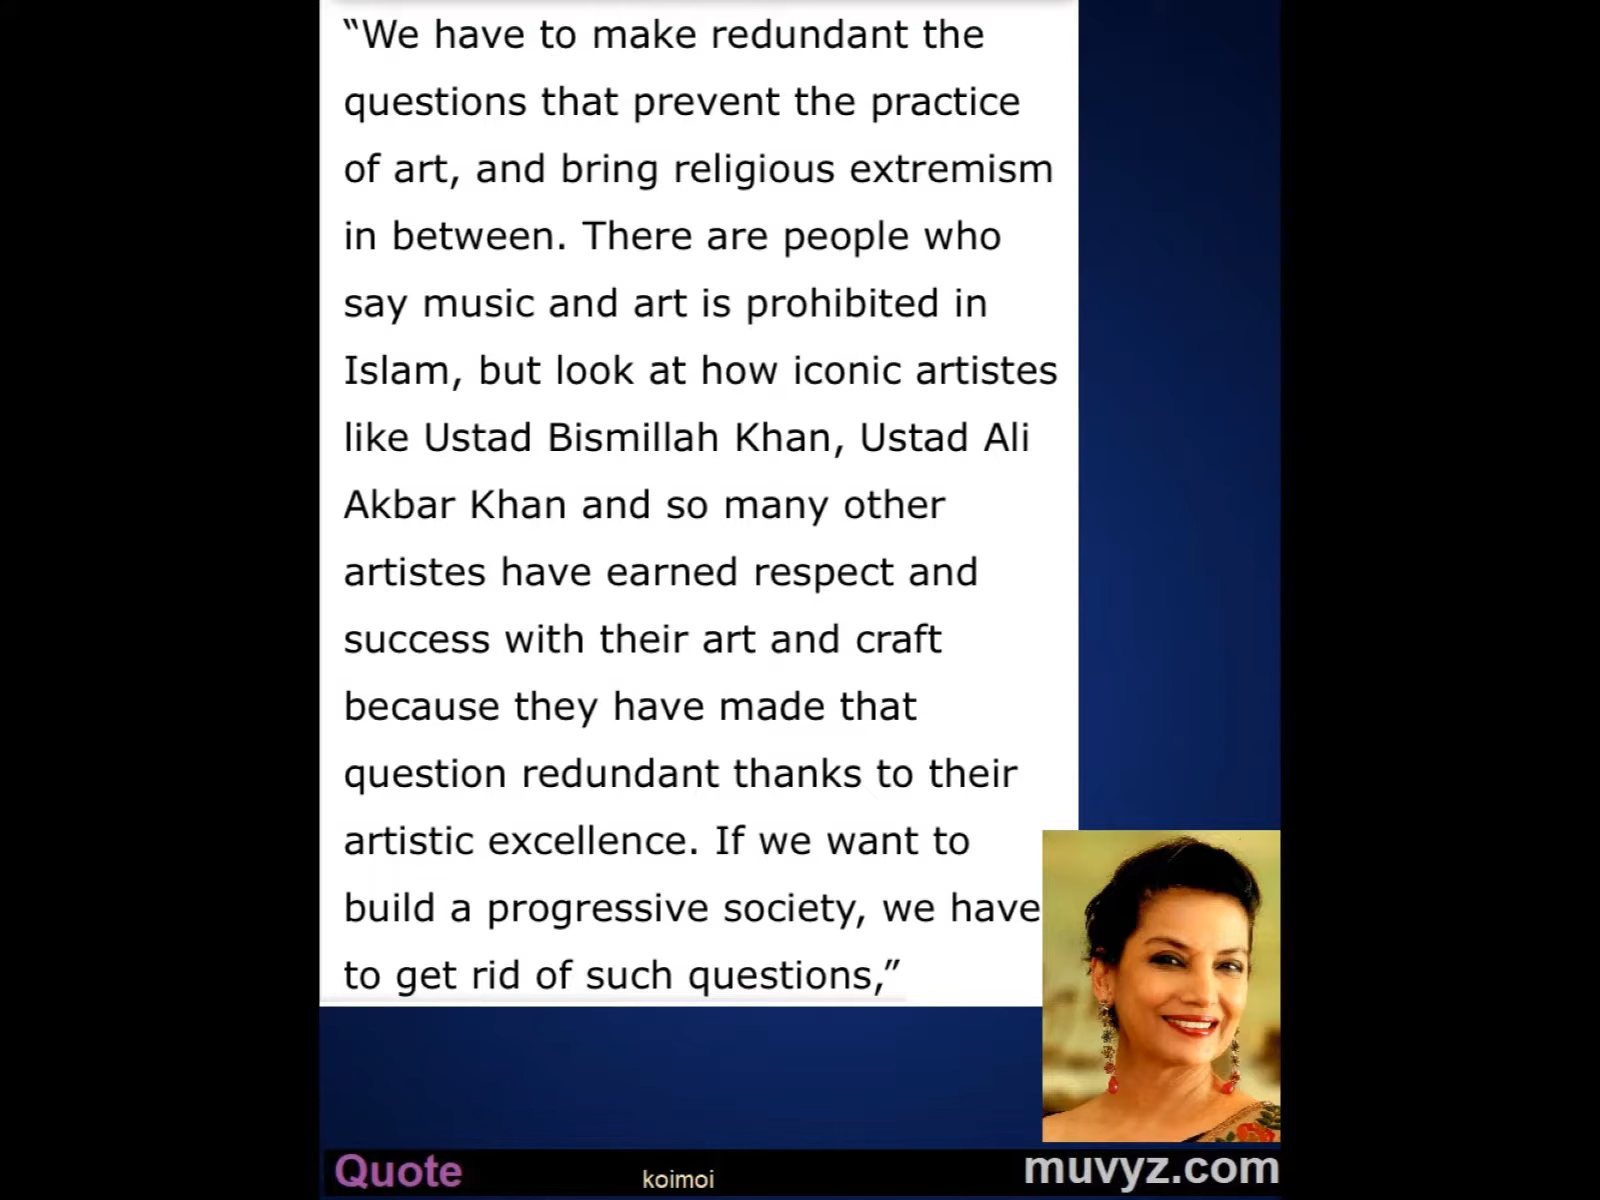 “We have to make redundant the
questions that prevent the practice
of art, and bring religious extremism
in between. There are people who
say music and art is prohibited in
Islam, but look at how iconic artistes
like Ustad Bismillah Khan, Ustad Ali
Akbar Khan and so many other
artistes have earned respect and
success with their art and craft
because they have made that
question redundant thanks to their
artistic excellence. If we want to
build a progressive society, we have
to get rid of such questions,”
Quote
koimoi
muvyz.com